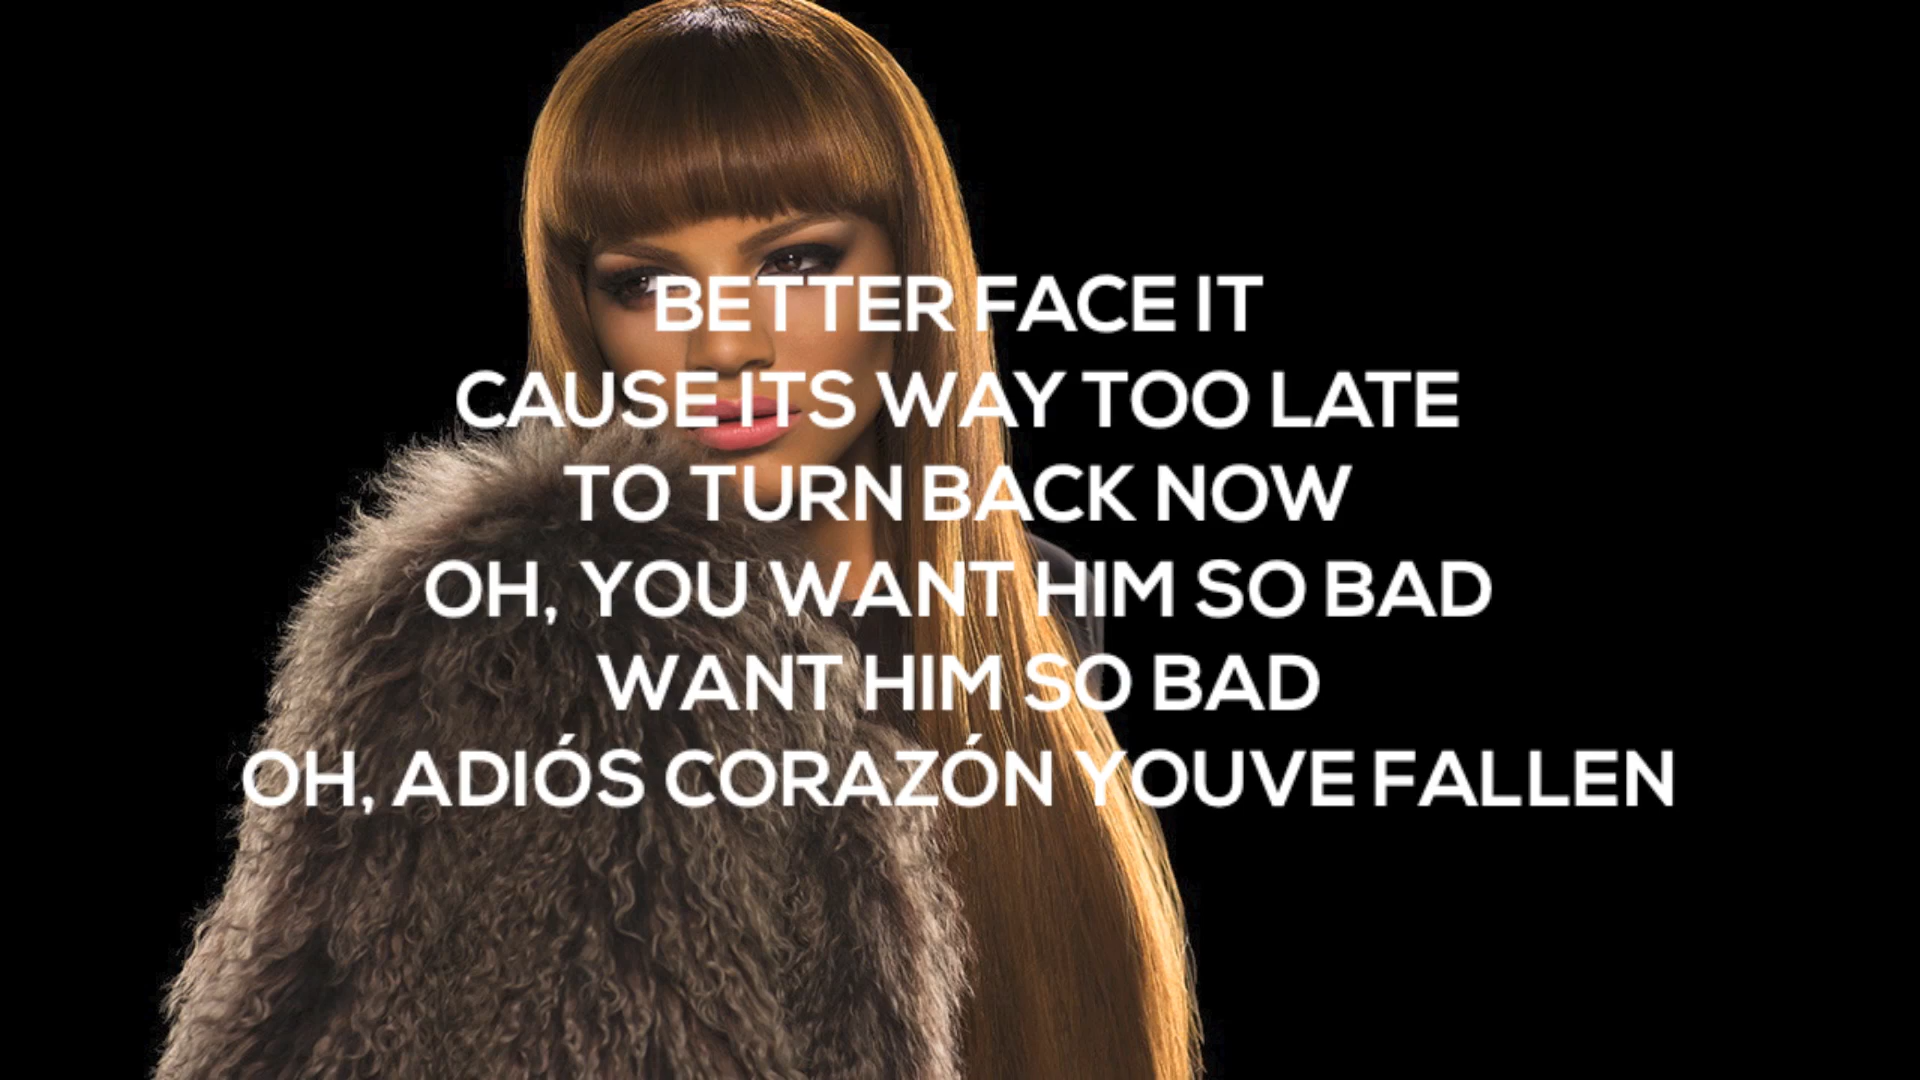 BETTER FACE IT
CAUSE ITS WAY TOO LATE
TO TURN BACK NOW
OH, YOU WANT HIM SO BAD
WANT HIM SO BAD
OH, ADIÓS CORAZÓN YOUVE FALLEN